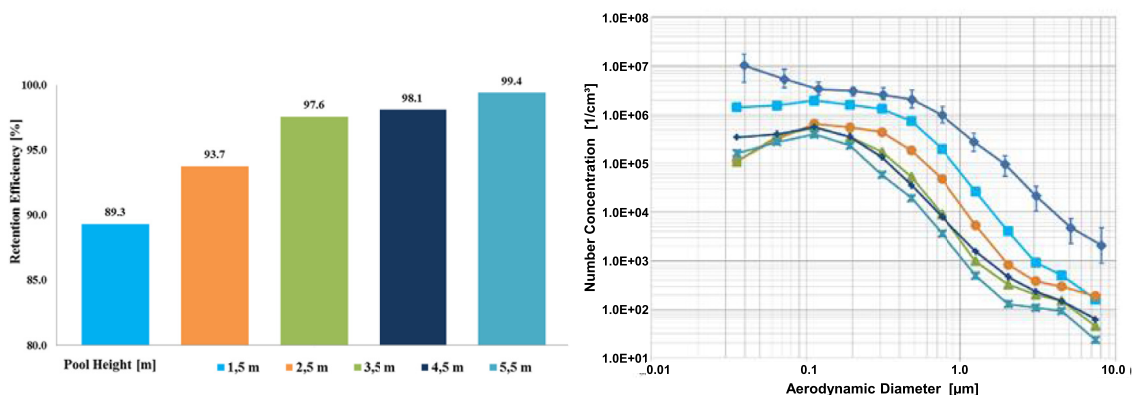 Retention Efficiency [%]
100.0
95.0
90.0
85.0
80.0
89.3
93.7
97.6
98.1
99.4
Pool Height [m]
1,5 m
2,5 m
3,5 m
4,5 m
5,5 m
Number Concentration [1/cm³]
1.0E+08
1.0E+07
1.0E+06
1.0E+05
1.0E+04
1.0E+03
1.0E+02
1.0E+01
0.01
0.1
1.0
10.0
Aerodynamic Diameter [µm]